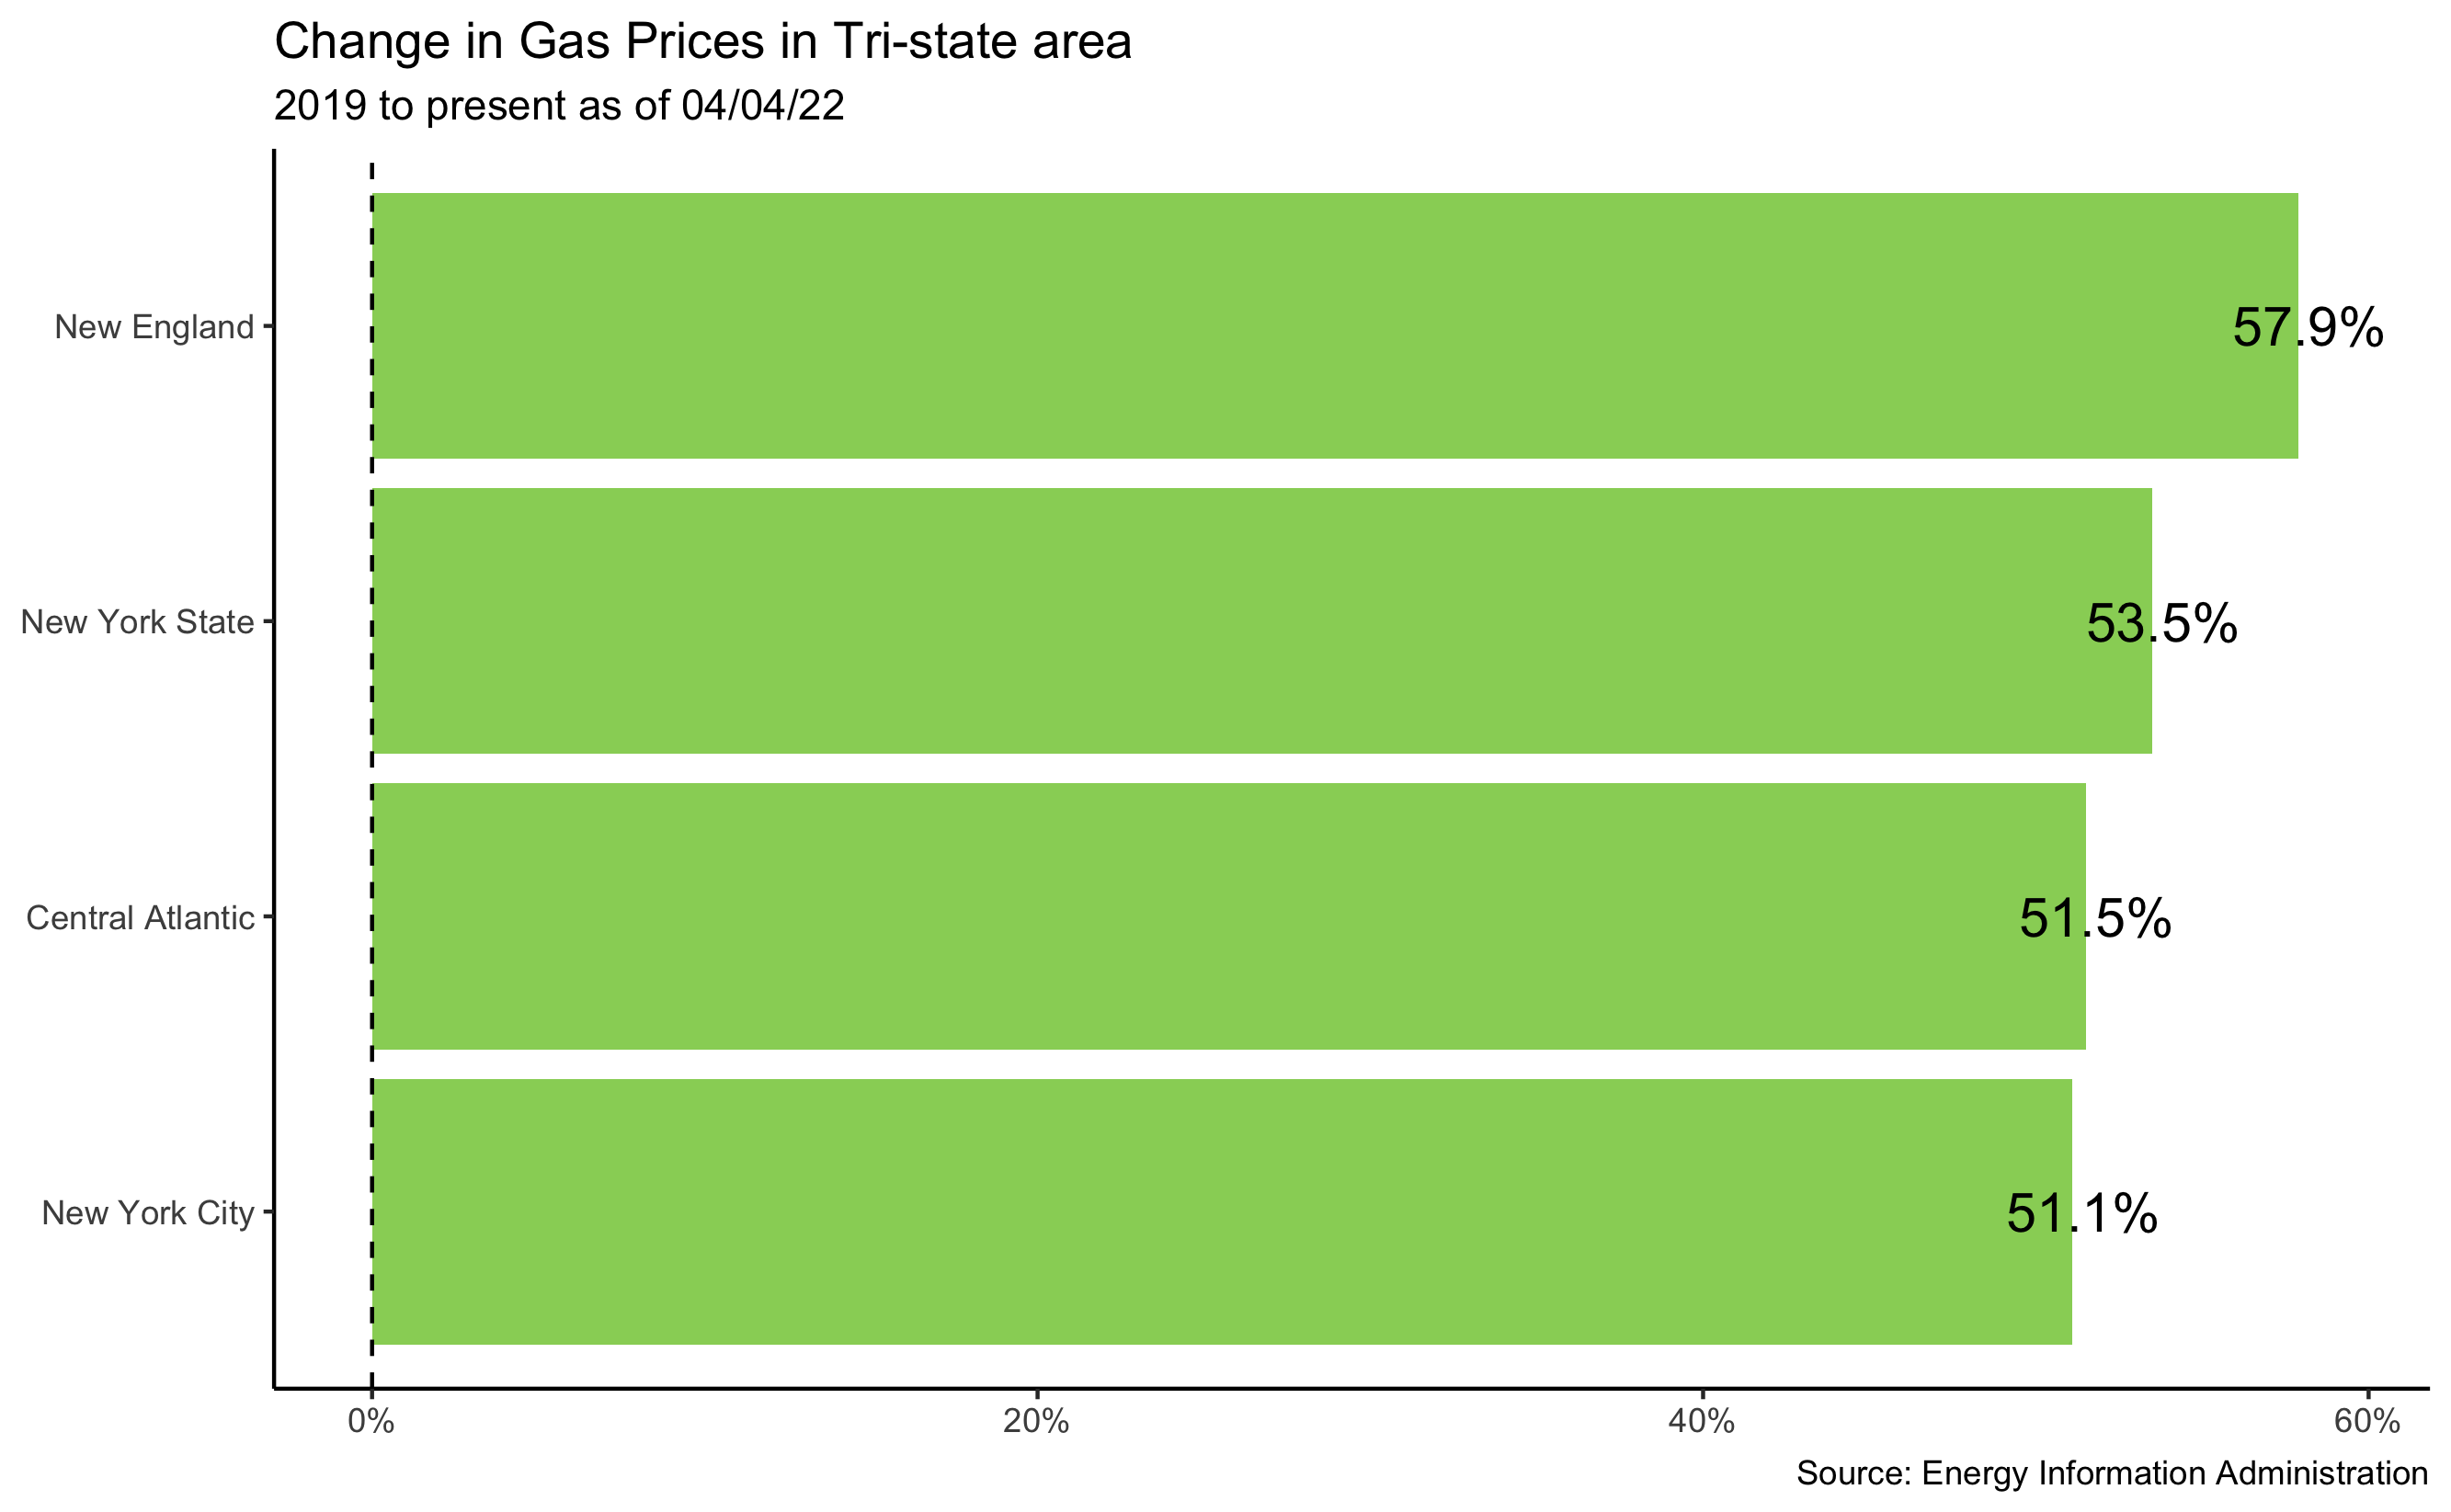 Change in Gas Prices in Tri-state area
2019 to present as of 04/04/22
New England
57.9%
New York State
53.5%
Central Atlantic
51.5%
New York City
51.1%
0%
20%
40%
60%
Source: Energy Information Administration